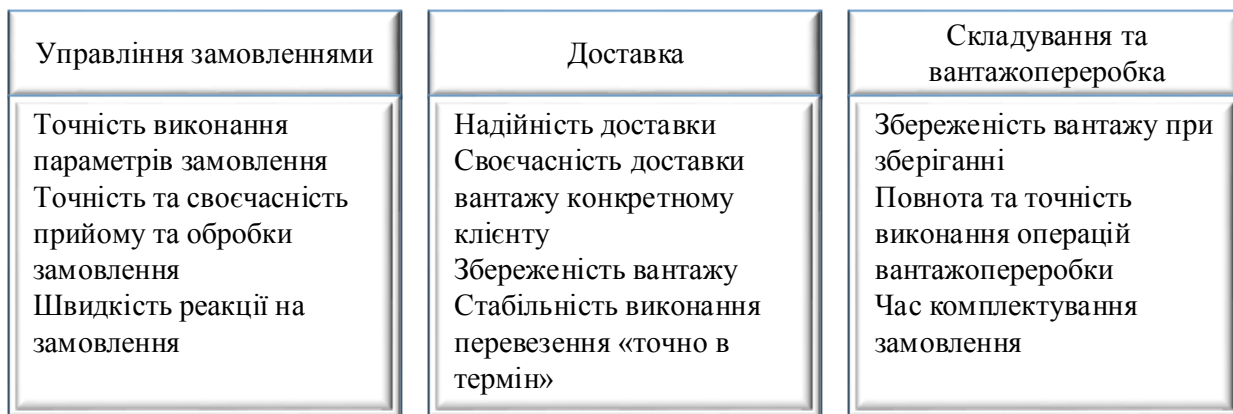 Управління замовленнями
Точність виконання
параметрів замовлення
Точність та своєчасність
прийому та обробки
замовлення
Швидкість реакції на
замовлення
Доставка
Надійність доставки
Своєчасність доставки
вантажу конкретному
клієнту
Збереженість вантажу
Стабільність виконання
перевезення «точно в
термін»
Складування та
вантажопереробка
Збереженість вантажу при
зберіганні
Повнота та точність
виконання операцій
вантажопереробки
Час комплектування
замовлення